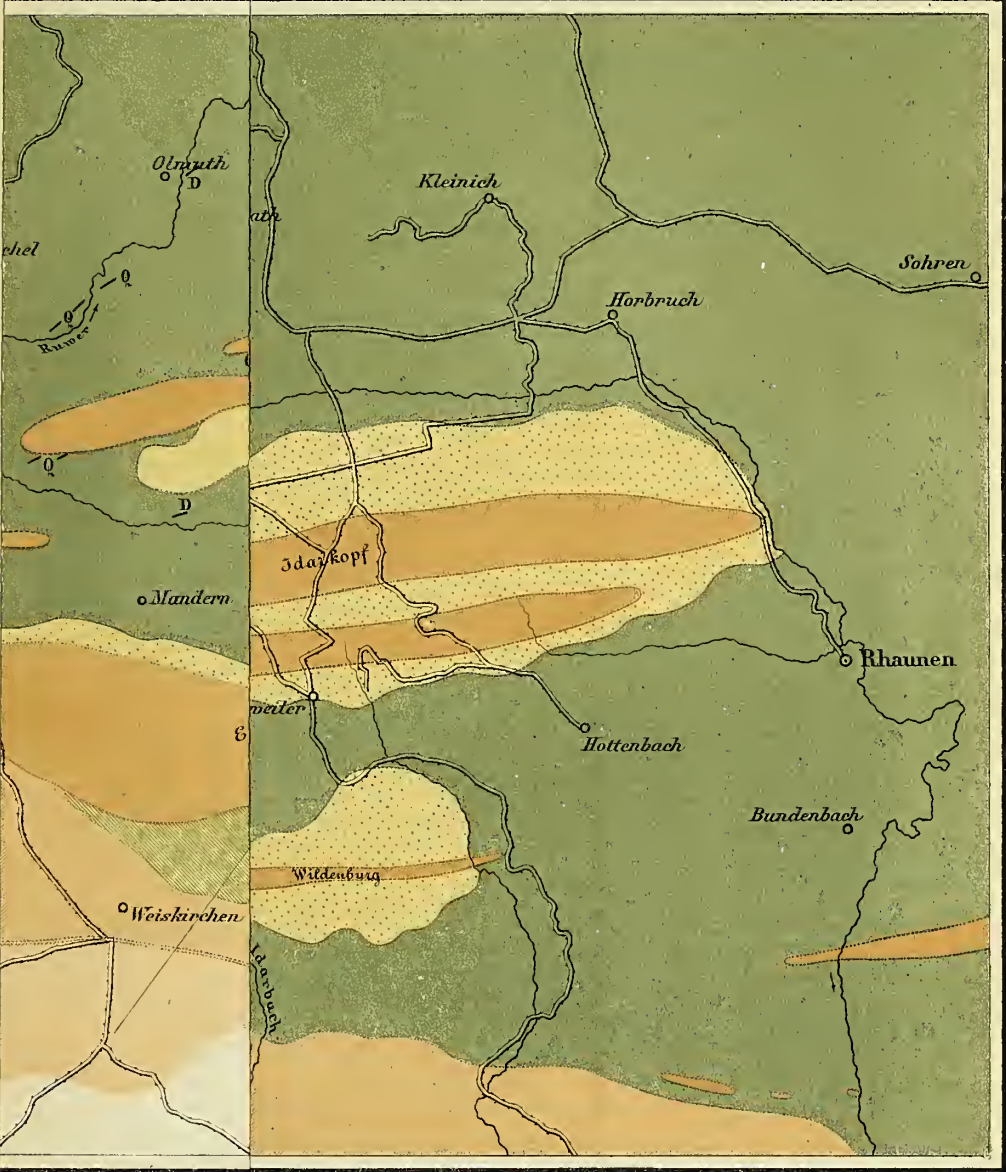 Olmuth
D
Kleinich
ath
chel
Sohren
Q
Horbruch
Q
Ruwer
Q
D
Idarkopf
Mandern
Rhaunen
weiler
Hottenbach
Bundenbach
Wildenburg
Weiskirchen
Idarbach